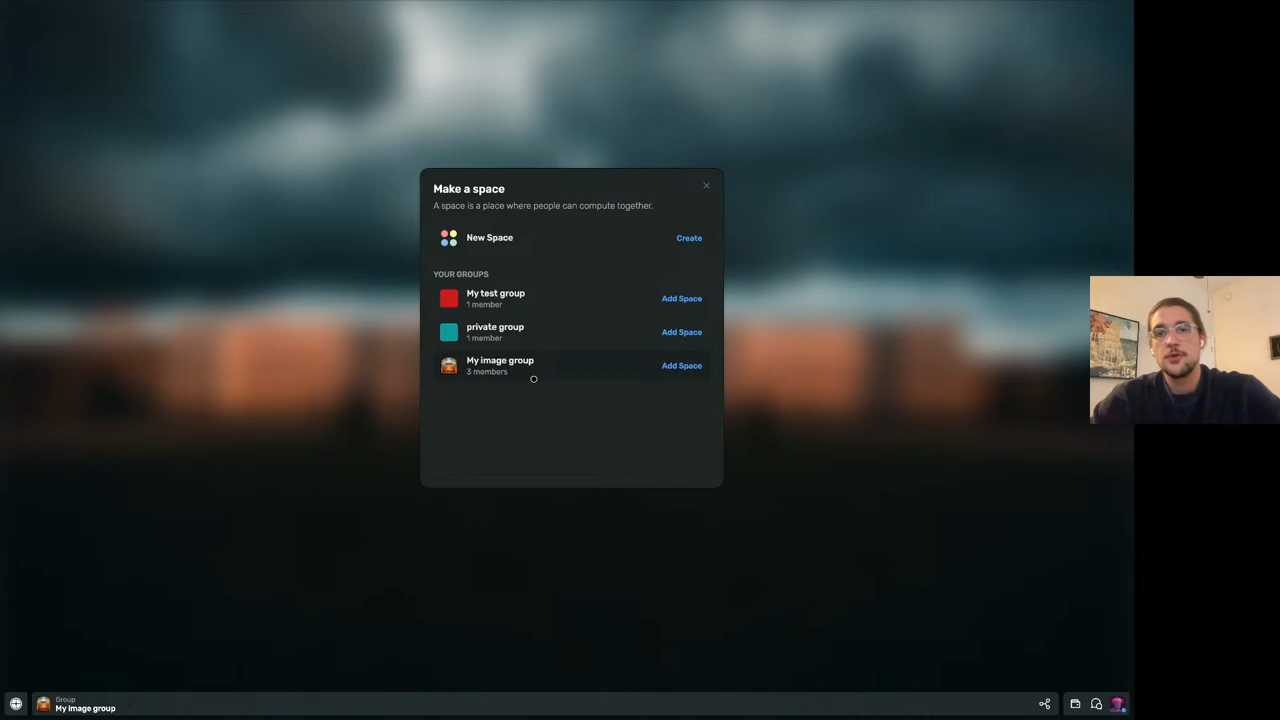 Make a space
A space is a place where people can compute together.
New Space
Create
YOUR GROUPS
My test group
1 member
Add Space
private group
1 member
Add Space
My image group
3 members
Add Space
Group
My image group